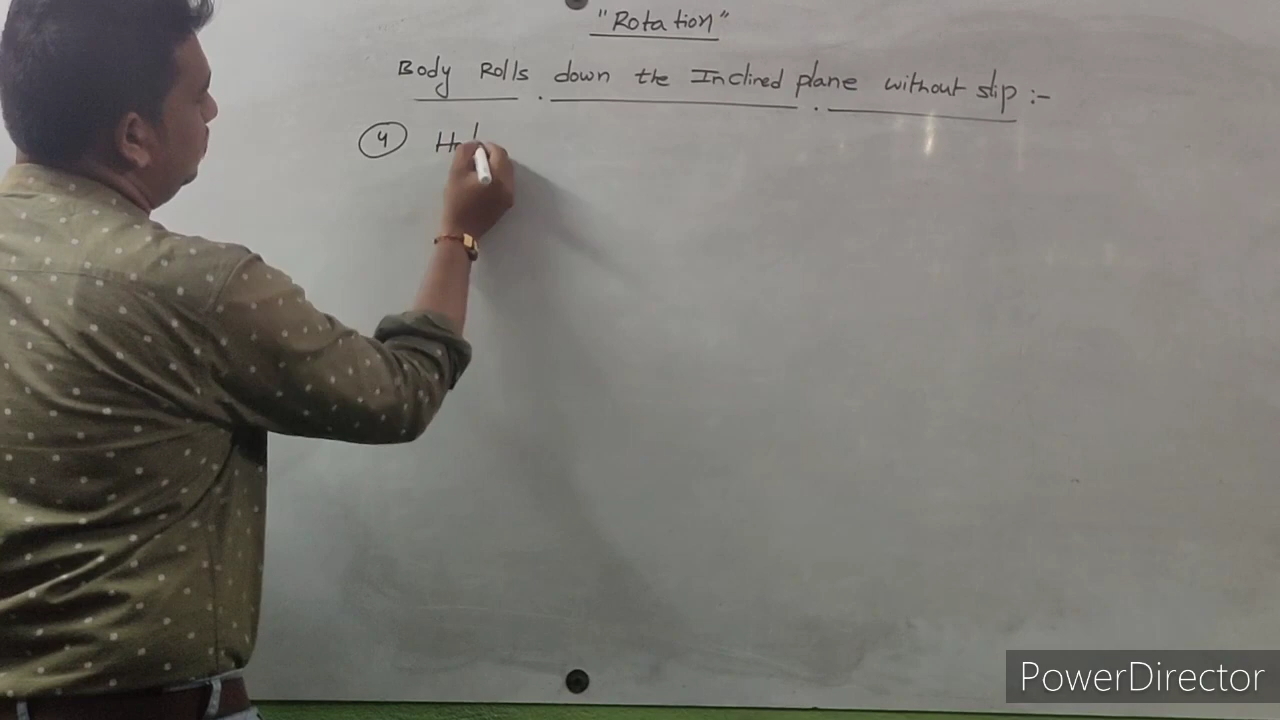 "Rotation"
Body Rolls down the Inclined plane without slip :-
4
PowerDirector